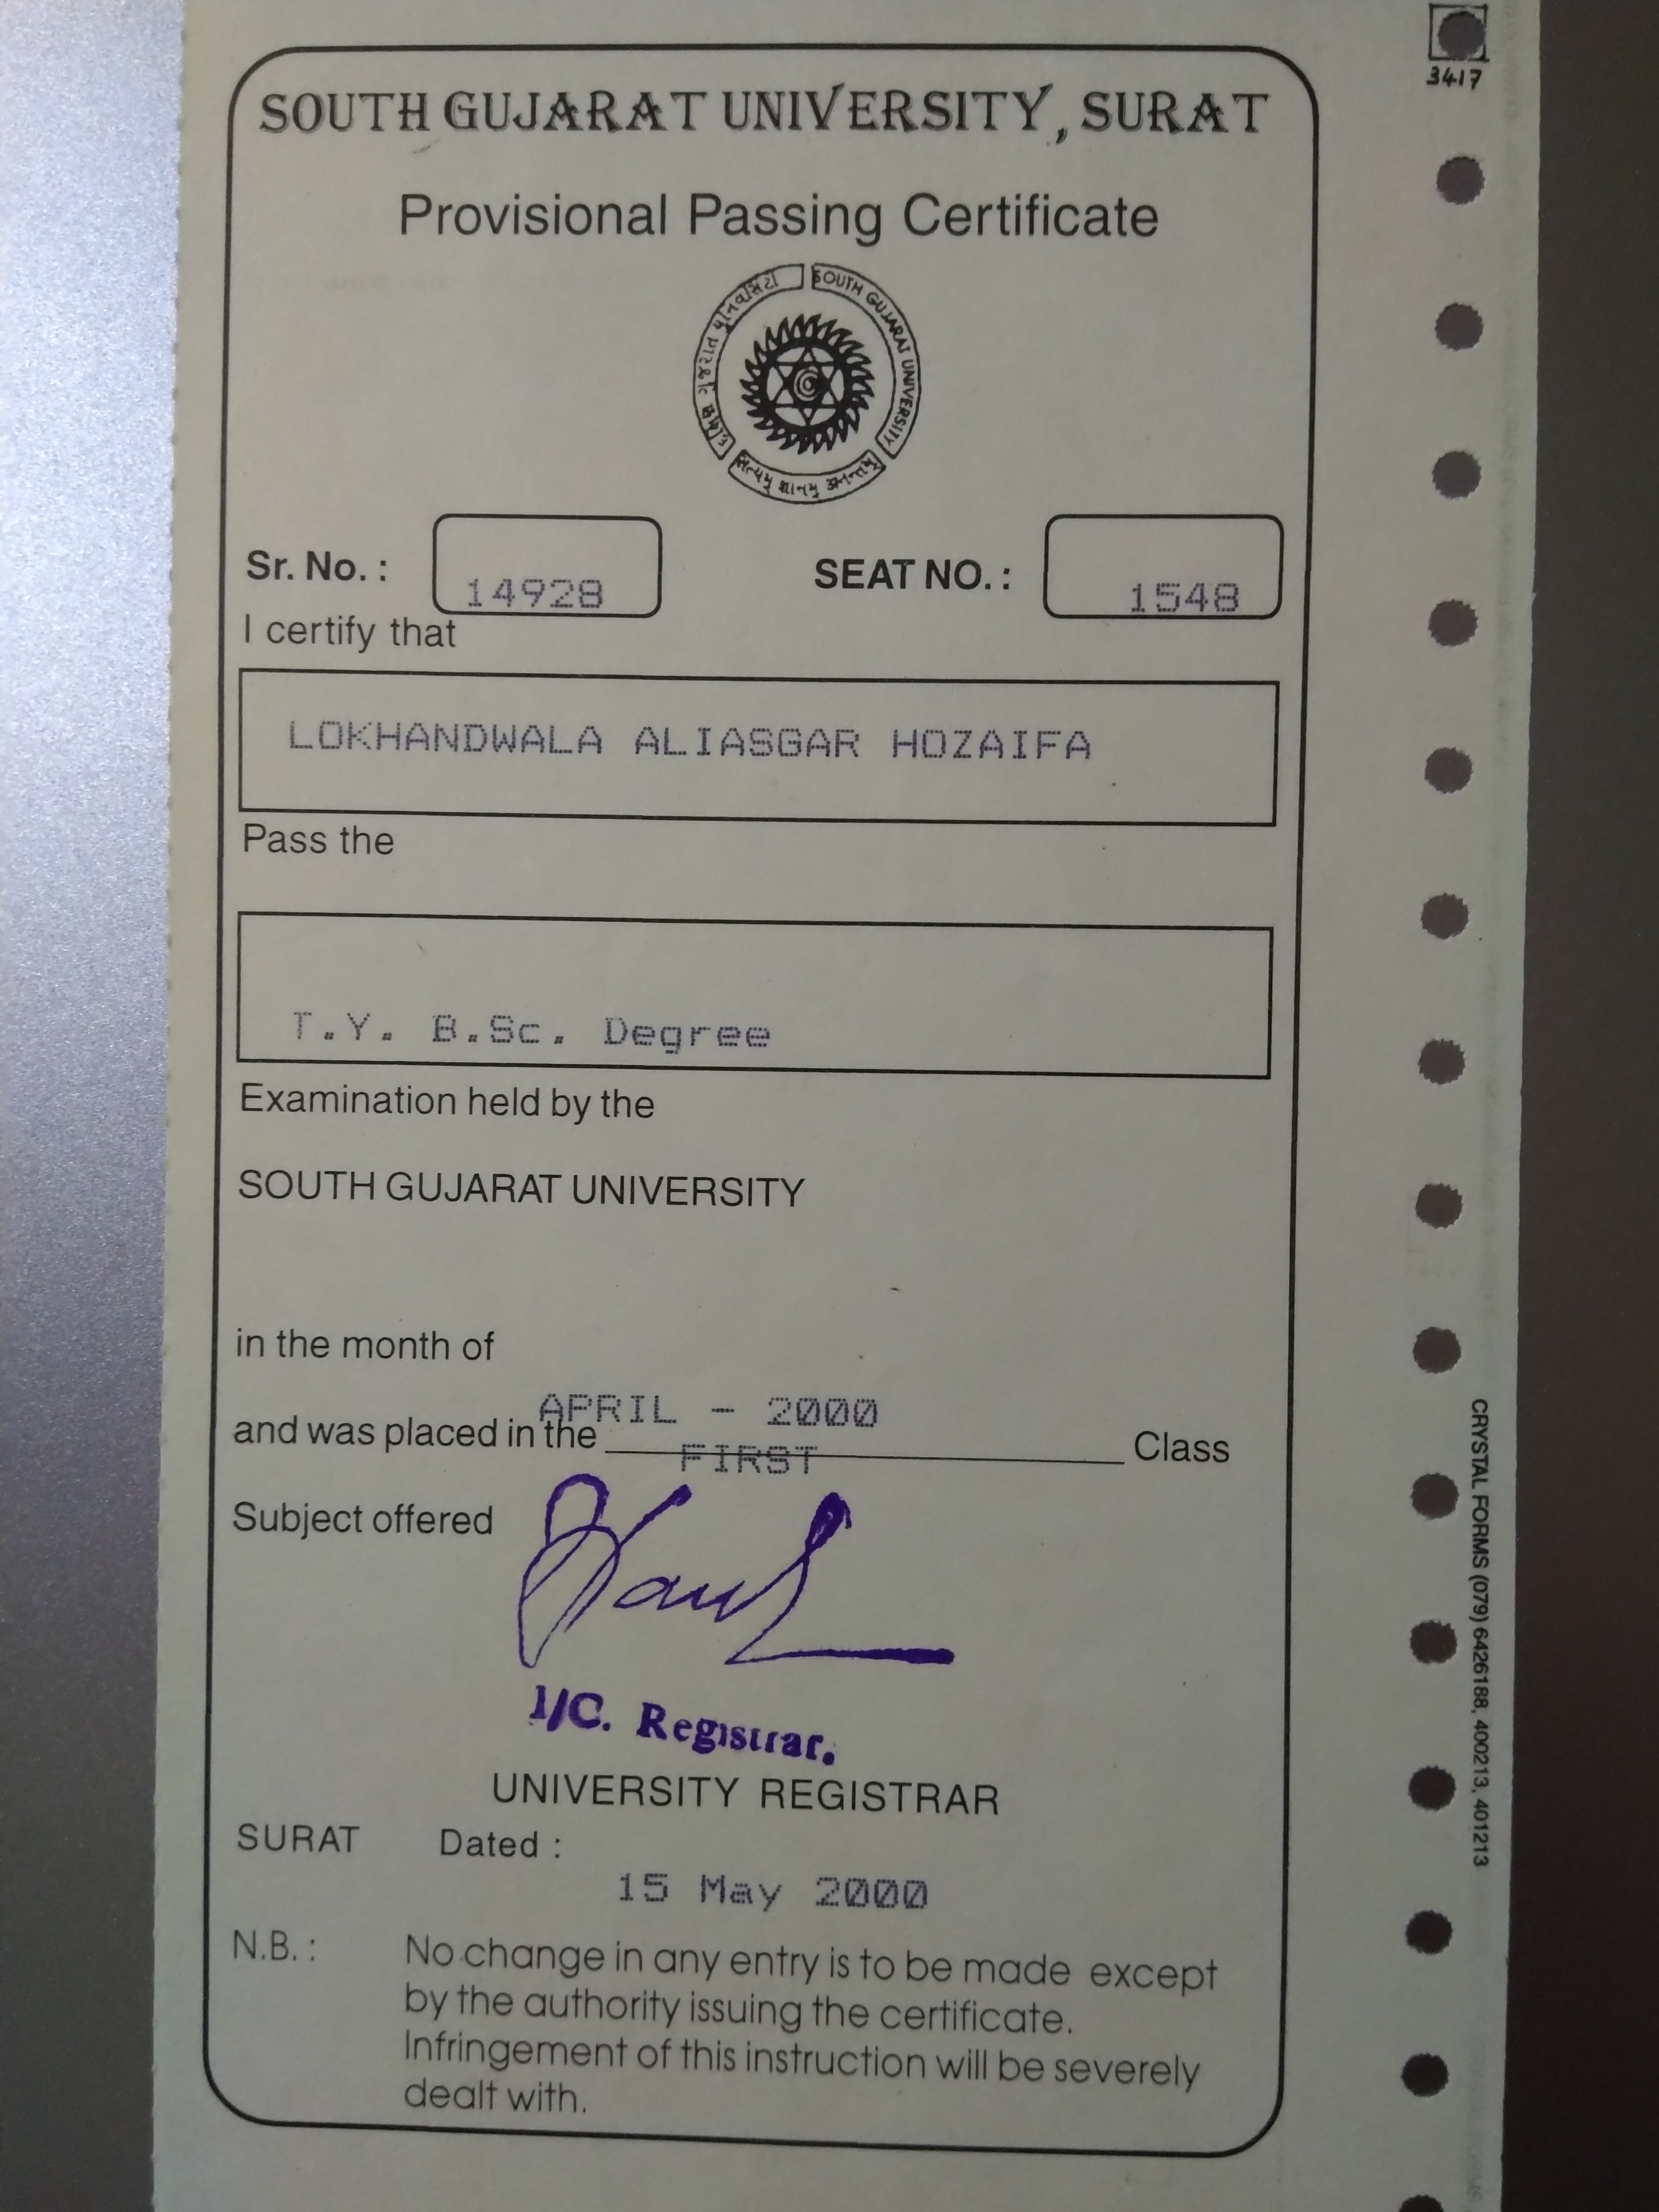 3417
SOUTH GUJARAT UNIVERSITY, SURAT
Provisional Passing Certificate
દક્ષિણ ગુજરાત યુનિવર્સિટી
SOUTH GUJARAT UNIVERSITY
Sr. No. : 14928 SEAT NO. : 1548
I certify that
LOKHANDWALA ALIASGAR HOZAIFA
Pass the
T.Y. B.Sc. Degree
Examination held by the
SOUTH GUJARAT UNIVERSITY
in the month of
APRIL - 2000
and was placed in the FIRST Class
Subject offered
I/C. Registrar.
UNIVERSITY REGISTRAR
SURAT Dated :
15 May 2000
N.B. : No change in any entry is to be made except
by the authority issuing the certificate.
Infringement of this instruction will be severely
dealt with.
CRYSTAL FORMS (079) 6426188, 400213, 401213